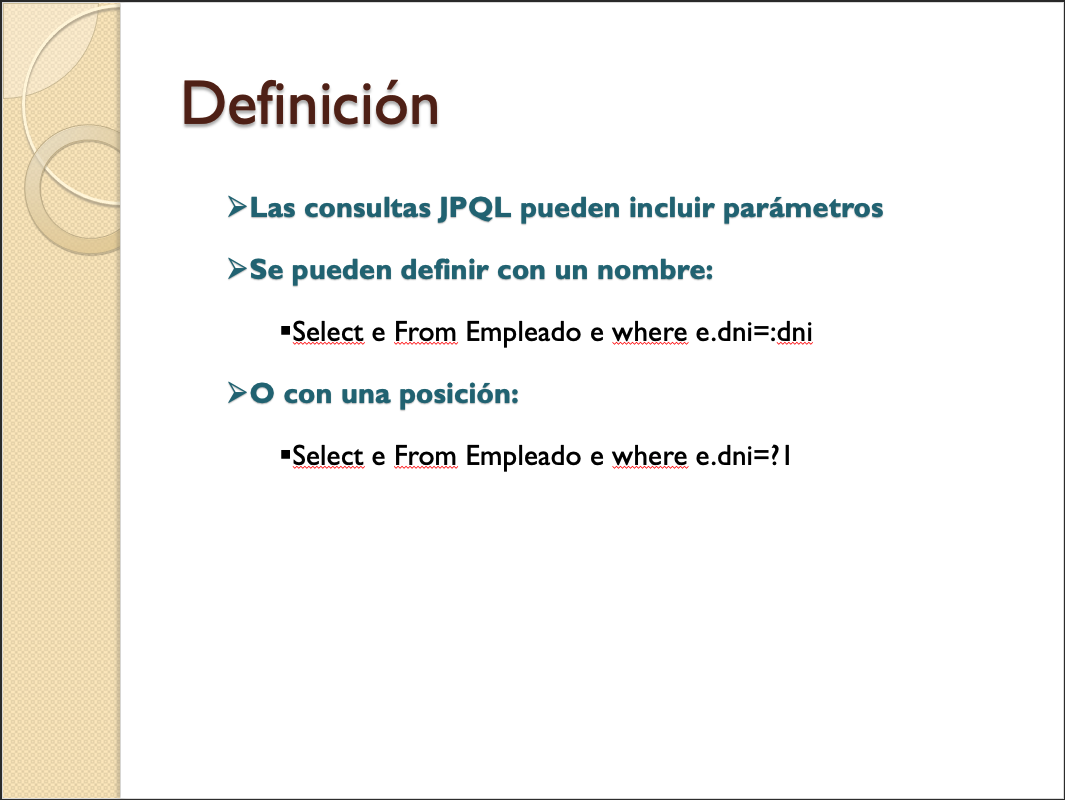 Definición
➢Las consultas JPQL pueden incluir parámetros
➢Se pueden definir con un nombre:
▪Select e From Empleado e where e.dni=:dni
➢O con una posición:
▪Select e From Empleado e where e.dni=?1